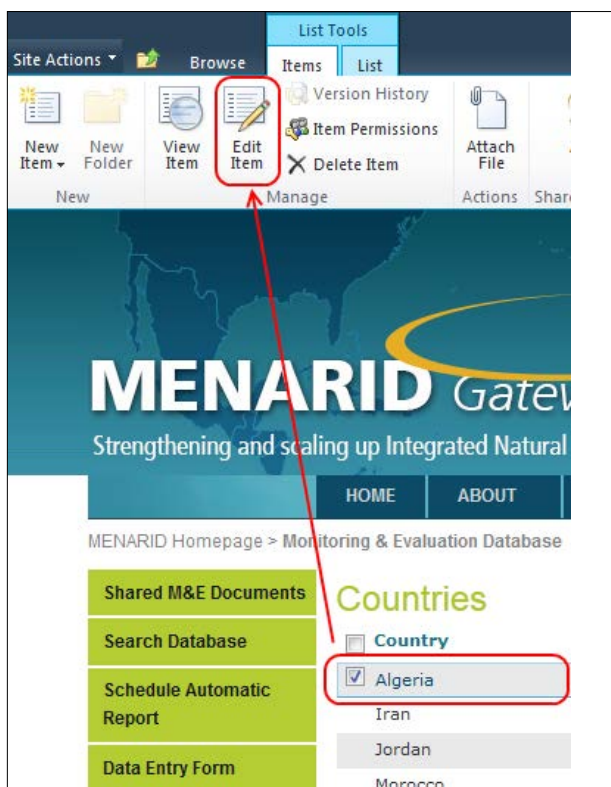 List Tools
Site Actions Browse Items List
New Item
New Folder
View Item
Edit Item
Version History
Item Permissions
Delete Item
Attach File
New Manage Actions
MENARID
Strengthening and scaling up Integrated Natural
HOME ABOUT
MENARID Homepage > Monitoring & Evaluation Database
Shared M&E Documents
Search Database
Schedule Automatic
Report
Data Entry Form
Countries
Country
Algeria
Iran
Jordan
Morocco